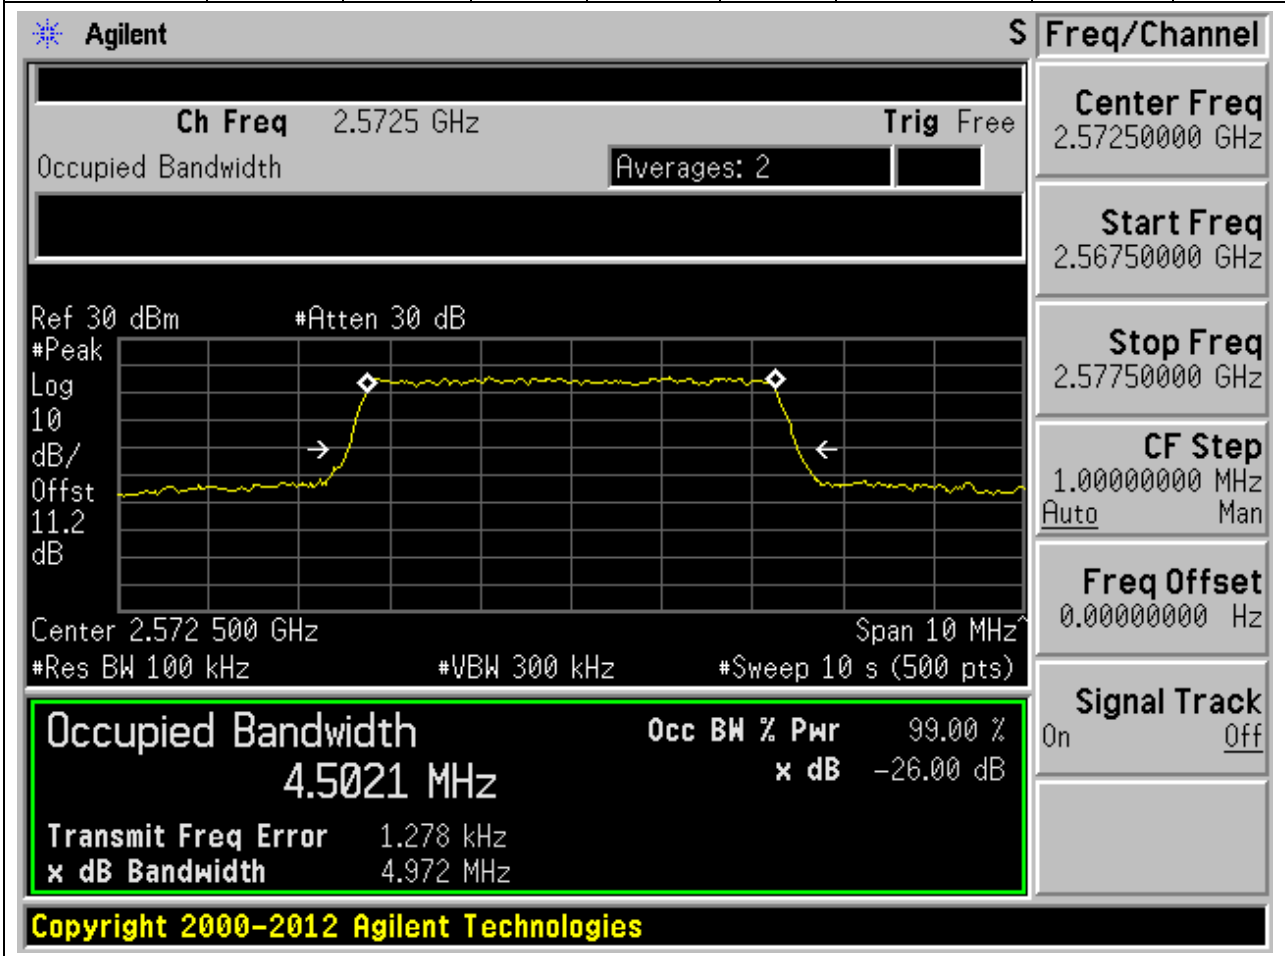 Agilent
S
Freq/Channel
Ch Freq 2.5725 GHz
Trig Free
Occupied Bandwidth
Averages: 2
Ref 30 dBm #Atten 30 dB
#Peak
Log
10
dB/
Offst
11.2
dB
Center 2.572 500 GHz
Span 10 MHz^
#Res BW 100 kHz
#VBW 300 kHz
#Sweep 10 s (500 pts)
Occupied Bandwidth
4.5021 MHz
Occ BW % Pwr 99.00 %
x dB -26.00 dB
Transmit Freq Error 1.278 kHz
x dB Bandwidth 4.972 MHz
Center Freq
2.57250000 GHz
Start Freq
2.56750000 GHz
Stop Freq
2.57750000 GHz
CF Step
1.00000000 MHz
Auto Man
Freq Offset
0.00000000 Hz
Signal Track
On Off
Copyright 2000-2012 Agilent Technologies